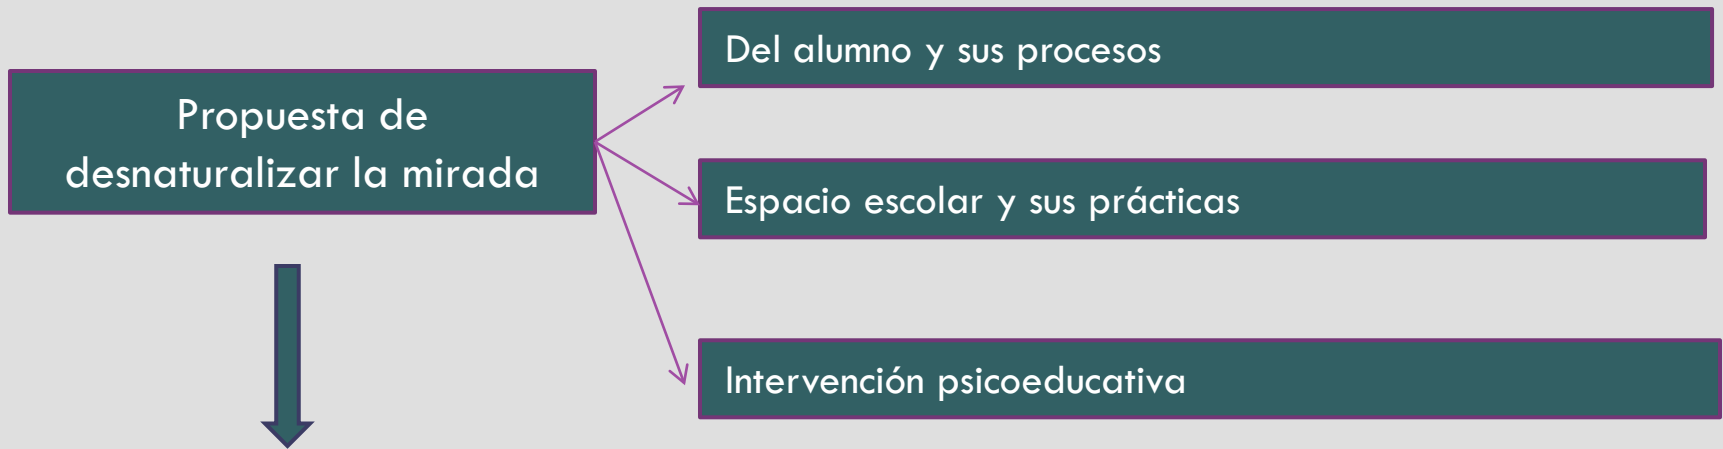 Propuesta de
desnaturalizar la mirada
Del alumno y sus procesos
Espacio escolar y sus prácticas
Intervención psicoeducativa